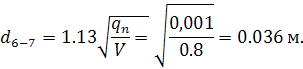 d₆₋₇ = 1.13√(qₙ/V) = √(0,001/0.8) = 0.036 м.